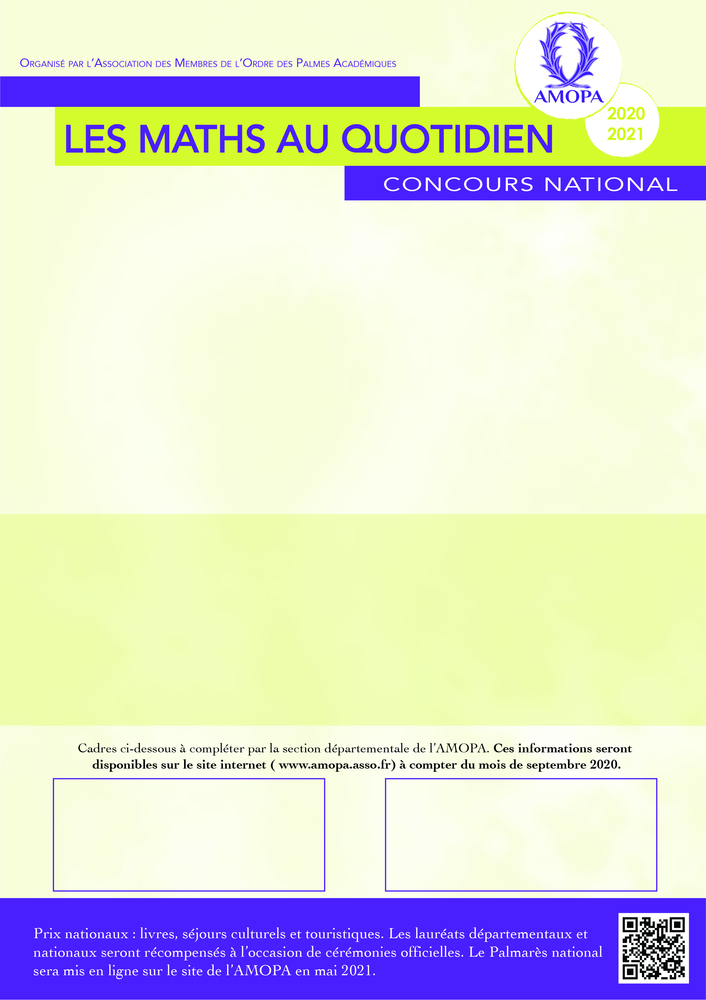 Organisé par l'Association des Membres de l'Ordre des Palmes Académiques
AMOPA
2020
2021
LES MATHS AU QUOTIDIEN
CONCOURS NATIONAL
Cadres ci-dessous à compléter par la section départementale de l'AMOPA. Ces informations seront
disponibles sur le site internet ( www.amopa.asso.fr) à compter du mois de septembre 2020.
Prix nationaux : livres, séjours culturels et touristiques. Les lauréats départementaux et
nationaux seront récompensés à l'occasion de cérémonies officielles. Le Palmarès national
sera mis en ligne sur le site de l'AMOPA en mai 2021.